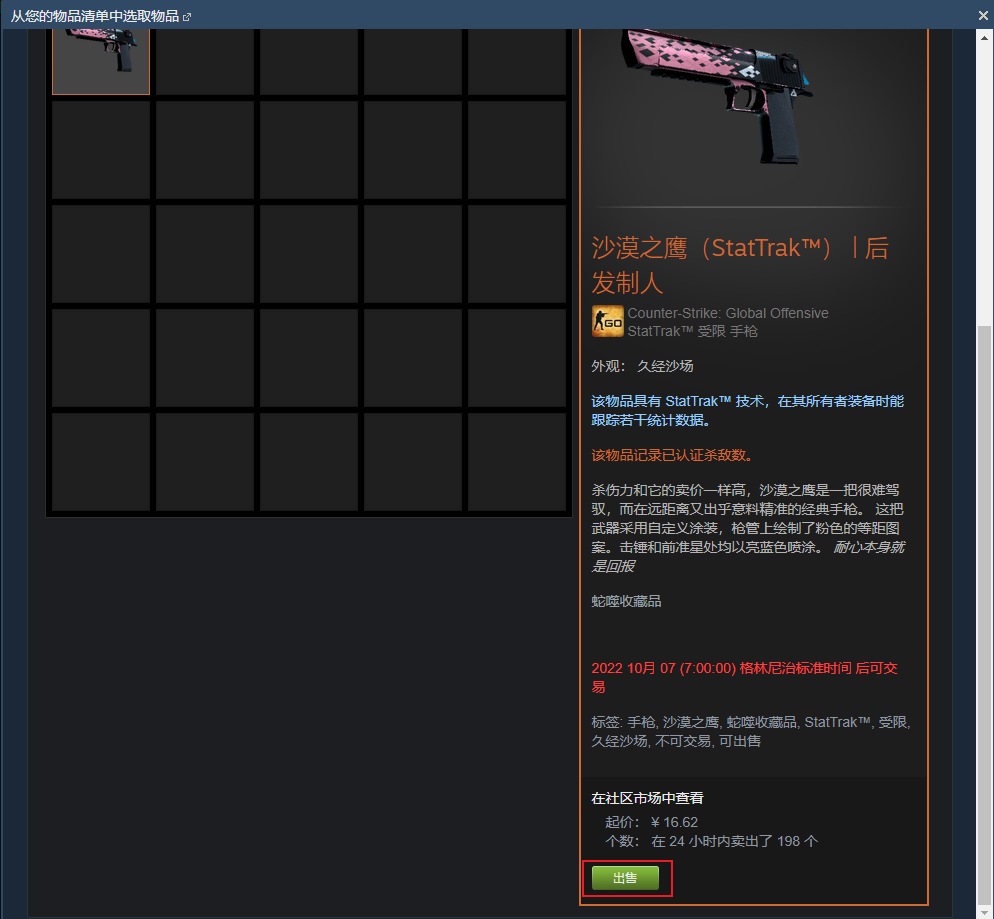 从您的物品清单中选取物品
沙漠之鹰（StatTrak™） | 后
发制人
GO
Counter-Strike: Global Offensive
StatTrak™ 受限 手枪
外观： 久经沙场
该物品具有 StatTrak™ 技术，在其所有者装备时能
跟踪若干统计数据。
该物品记录已认证杀敌数。
杀伤力和它的卖价一样高，沙漠之鹰是一把很难驾
驭，而在远距离又出乎意料精准的经典手枪。 这把
武器采用自定义涂装，枪管上绘制了粉色的等距图
案。击锤和前准星处均以亮蓝色喷涂。 耐心本身就
是回报
蛇噬收藏品
2022 10月 07 (7:00:00) 格林尼治标准时间 后可交
易
标签: 手枪, 沙漠之鹰, 蛇噬收藏品, StatTrak™, 受限,
久经沙场, 不可交易, 可出售
在社区市场中查看
起价： ¥ 16.62
个数： 在 24 小时内卖出了 198 个
出售